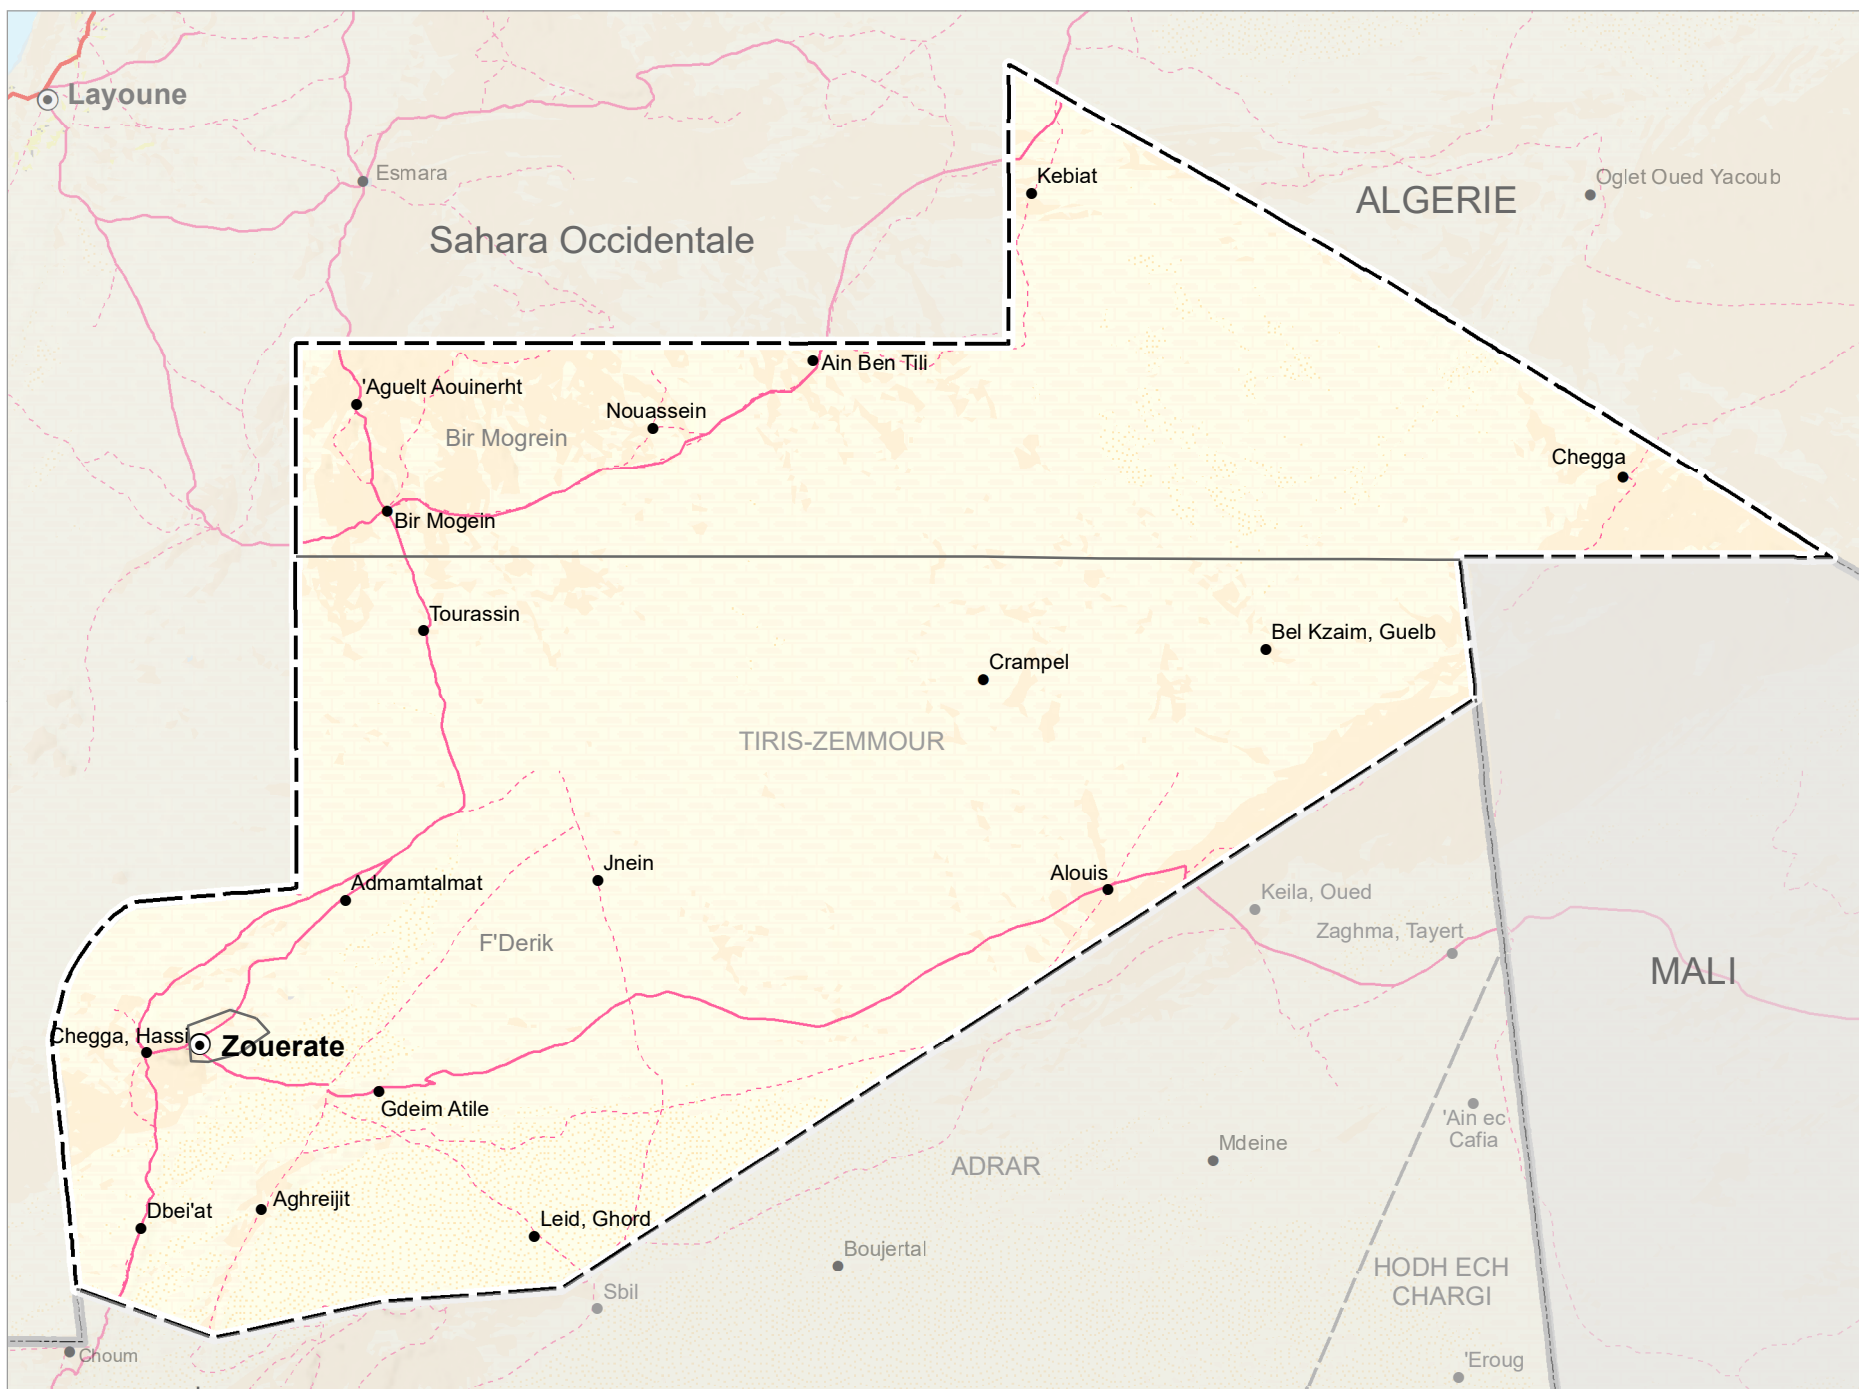 Layoune
Esmara
Kebiat
ALGERIE
Oglet Oued Yacoub
Sahara Occidentale
'Aguelt Aouinerht
Ain Ben Tili
Nouassein
Bir Mogrein
Chegga
Bir Mogein
Tourassin
Bel Kzaim, Guelb
Crampel
TIRIS-ZEMMOUR
Jnein
Alouis
Admamtalmat
Keila, Oued
Zaghma, Tayert
F'Derik
MALI
Chegga, Hassi
Zouerate
Gdeim Atile
'Ain ec
Cafia
Mdeine
ADRAR
Aghreijit
Dbei'at
Leid, Ghord
Boujertal
HODH ECH
CHARGI
Sbil
Choum
'Eroug